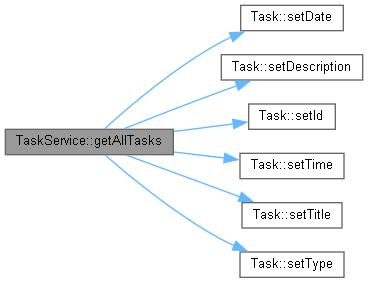 Task::setDate
Task::setDescription
Task::setId
TaskService::getAllTasks
Task::setTime
Task::setTitle
Task::setType